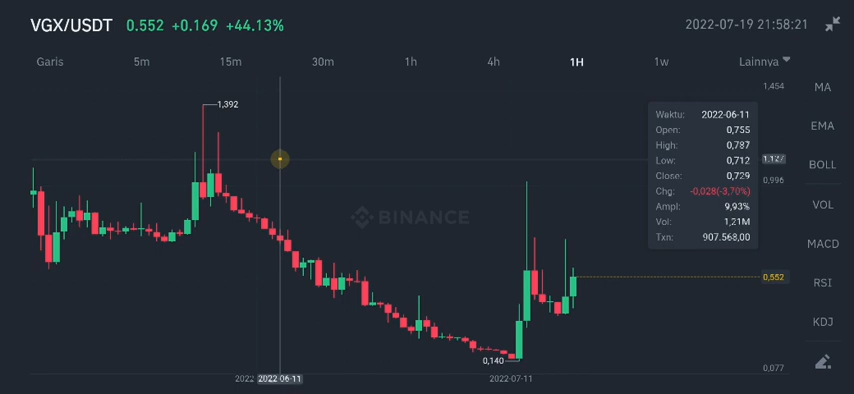 VGX/USDT 0.552 +0.169 +44.13%
2022-07-19 21:58:21
Garis 5m 15m 30m 1h 4h 1H 1w Lainnya
MA
EMA
BOLL
VOL
MACD
RSI
KDJ
1,454
1,127
0,996
0,552
0,077
1,392
0,140
BINANCE
Waktu: 2022-06-11
Open: 0,755
High: 0,787
Low: 0,712
Close: 0,729
Chg: -0,028(-3,70%)
Ampl: 9,93%
Vol: 1,21M
Txn: 907.568,00
2022 2022-06-11 2022-07-11